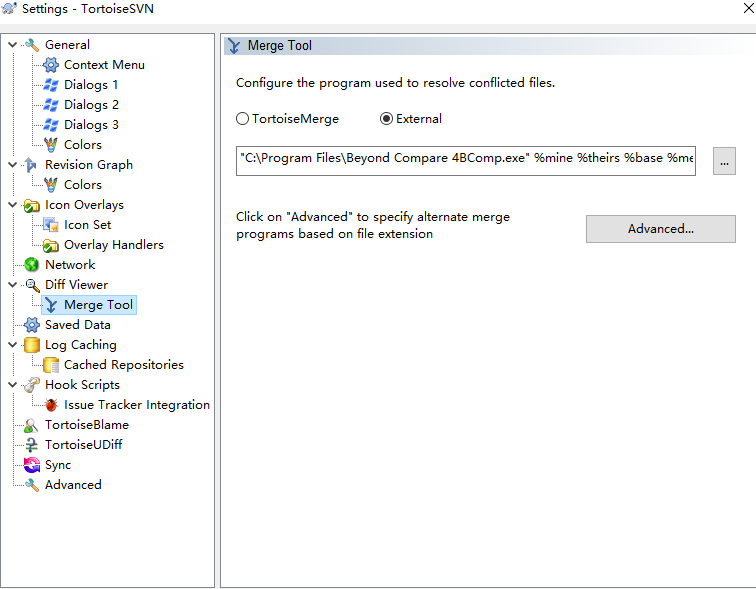 Settings - TortoiseSVN
General
Context Menu
Dialogs 1
Dialogs 2
Dialogs 3
Colors
Revision Graph
Colors
Icon Overlays
Icon Set
Overlay Handlers
Network
Diff Viewer
Merge Tool
Saved Data
Log Caching
Cached Repositories
Hook Scripts
Issue Tracker Integration
TortoiseBlame
TortoiseUDiff
Sync
Advanced
Merge Tool
Configure the program used to resolve conflicted files.
TortoiseMerge External
"C:\Program Files\Beyond Compare 4BComp.exe" %mine %theirs %base %me
...
Click on "Advanced" to specify alternate merge
programs based on file extension
Advanced...